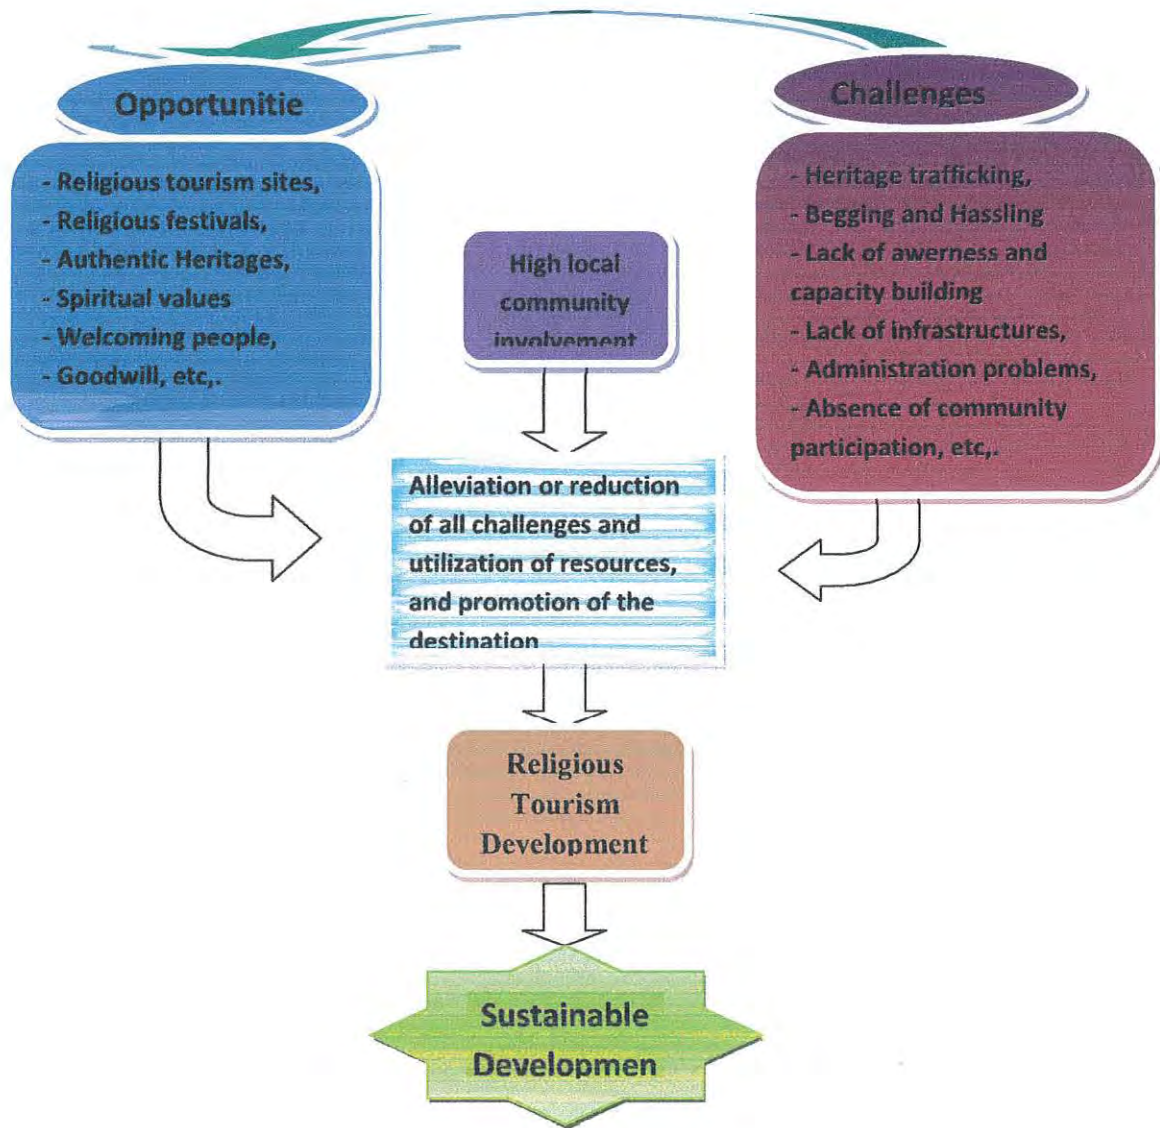 Opportunitie
- Religious tourism sites,
- Religious festivals,
- Authentic Heritages,
- Spiritual values
- Welcoming people,
- Goodwill, etc,.
Challenges
- Heritage trafficking,
- Begging and Hassling
- Lack of awerness and
capacity building
- Lack of infrastructures,
- Administration problems,
- Absence of community
participation, etc,.
High local
community
involvement
Alleviation or reduction
of all challenges and
utilization of resources,
and promotion of the
destination
Religious
Tourism
Development
Sustainable
Developmen